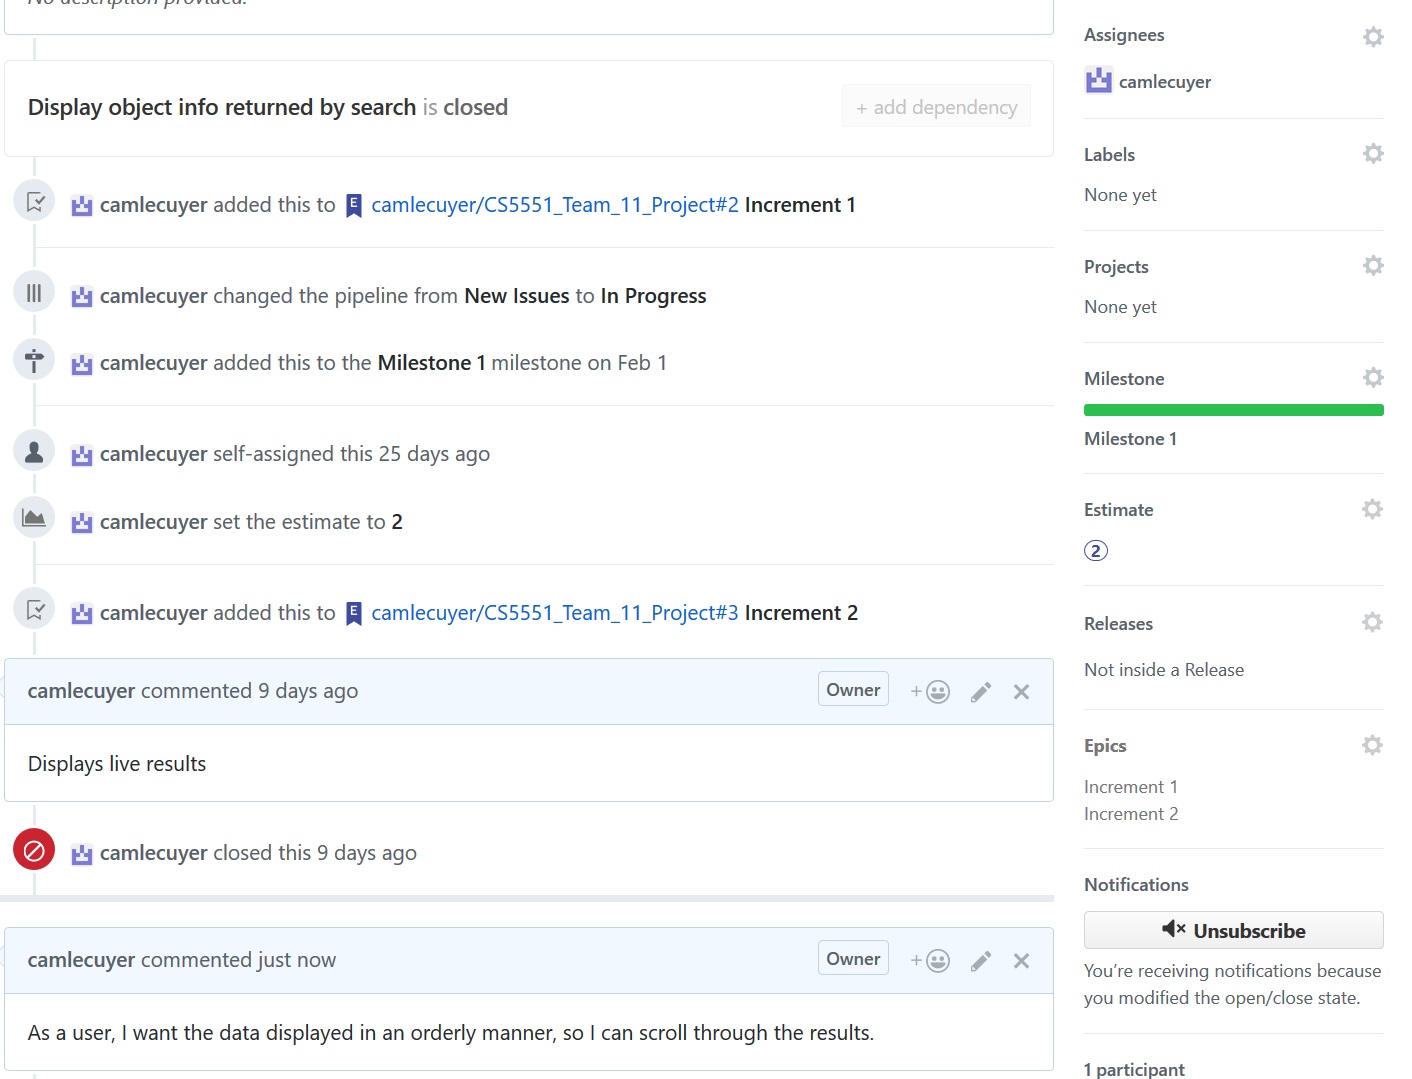 No description provided.
Display object info returned by search is closed
+ add dependency
camlecuyer added this to E camlecuyer/CS5551_Team_11_Project#2 Increment 1
camlecuyer changed the pipeline from New Issues to In Progress
camlecuyer added this to the Milestone 1 milestone on Feb 1
camlecuyer self-assigned this 25 days ago
camlecuyer set the estimate to 2
camlecuyer added this to E camlecuyer/CS5551_Team_11_Project#3 Increment 2
camlecuyer commented 9 days ago
Owner
Displays live results
camlecuyer closed this 9 days ago
camlecuyer commented just now
Owner
As a user, I want the data displayed in an orderly manner, so I can scroll through the results.
Assignees
camlecuyer
Labels
None yet
Projects
None yet
Milestone
Milestone 1
Estimate
2
Releases
Not inside a Release
Epics
Increment 1
Increment 2
Notifications
Unsubscribe
You’re receiving notifications because
you modified the open/close state.
1 participant